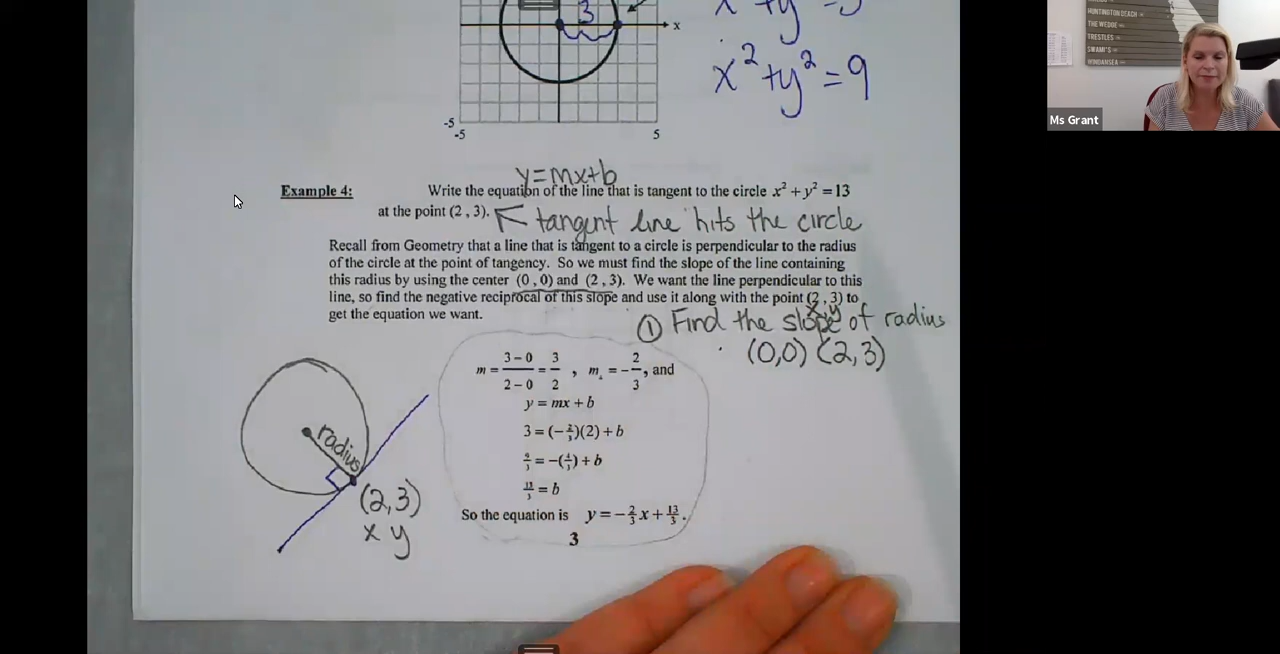 HUNTINGTON BEACH
THE WEDGE
TRESTLES
SWAMI'S
WINDANSEA
Ms Grant
3
x
-5
-5
5
x² + y² = 9
y=mx+b
Example 4: Write the equation of the line that is tangent to the circle x² + y² = 13
at the point (2 , 3).
tangent line hits the circle
Recall from Geometry that a line that is tangent to a circle is perpendicular to the radius
of the circle at the point of tangency. So we must find the slope of the line containing
this radius by using the center (0 , 0) and (2 , 3). We want the line perpendicular to this
line, so find the negative reciprocal of this slope and use it along with the point (2 , 3) to
get the equation we want.
x y
① Find the slope of radius
(0,0) (2,3)
m = 3 − 0 / 2 − 0 = 3/2 , m⊥ = − 2/3 , and
y = mx + b
3 = (−2/3)(2) + b
9/3 = −(4/3) + b
13/3 = b
So the equation is y = −2/3 x + 13/3 .
3
radius
(2,3)
x y